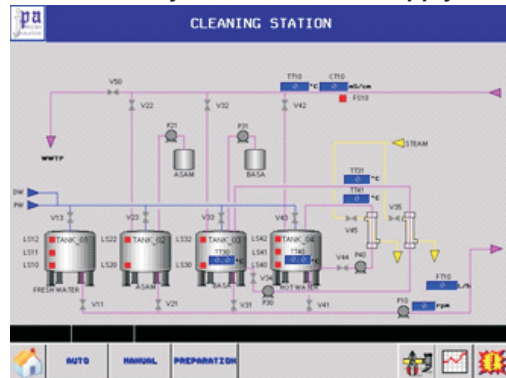 pa
CLEANING STATION
V50
TT10
°C
CT10
mS/cm
FS10
V22
V32
V42
P21
P31
ASAM
BASA
WWTP
STEAM
TT31
°C
TT41
°C
DW
PW
V13
V23
V33
V43
V45
V35
LS12
TANK_01
LS22
TANK_02
LS32
TANK_03
LS42
TANK_04
LS11
TT30
°C
LS41
TT40
°C
LS10
LS20
LS30
LS40
V34
V44
P40
FRESH WATER
ASAM
BASA
P30
HOT WATER
FT10
L/h
V11
V21
V31
V41
P10
rpm
AUTO
MANUAL
PREPARATION